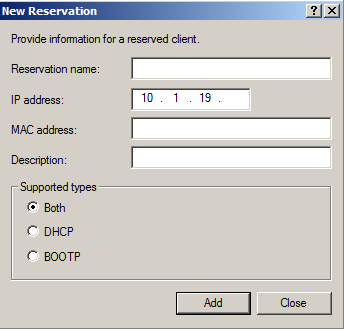 New Reservation
Provide information for a reserved client.
Reservation name:
IP address: 10 . 1 . 19 .
MAC address:
Description:
Supported types
Both
DHCP
BOOTP
Add Close